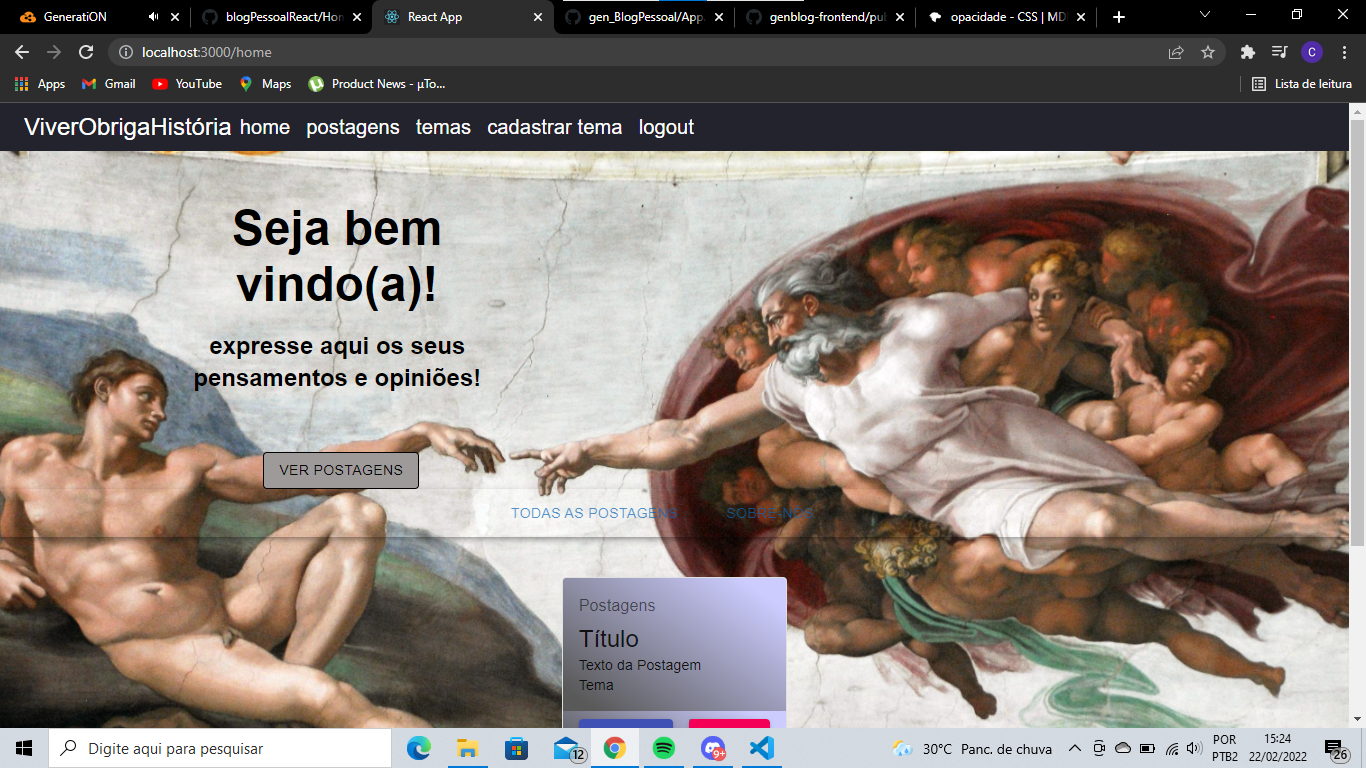 GeneratiON
blogPessoalReact/Hon
React App
gen_BlogPessoal/App.
genblog-frontend/pul
opacidade - CSS | MD
localhost:3000/home
C
Apps
Gmail
YouTube
Maps
Product News - µTo...
Lista de leitura
ViverObrigaHistória home postagens temas cadastrar tema logout
Seja bem
vindo(a)!
expresse aqui os seus
pensamentos e opiniões!
VER POSTAGENS
TODAS AS POSTAGENS
SOBRE-NOS
Postagens
Título
Texto da Postagem
Tema
Digite aqui para pesquisar
12
9+
30°C Panc. de chuva
POR
PTB2
15:24
22/02/2022
26